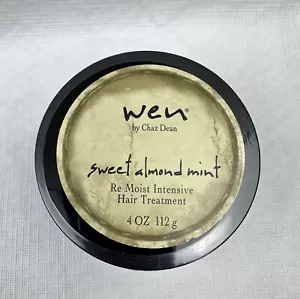 wen®
by Chaz Dean
sweet almond mint
Re Moist Intensive
Hair Treatment
4 OZ 112 g